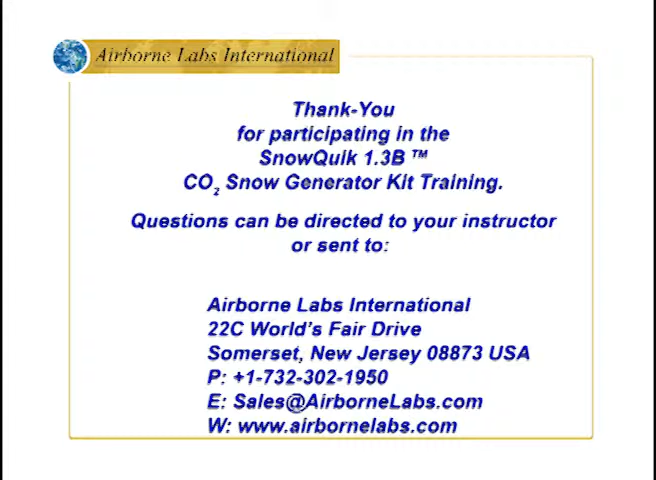 Airborne Labs International
Thank-You
for participating in the
SnowQuik 1.3B ™
CO₂ Snow Generator Kit Training.
Questions can be directed to your instructor
or sent to:
Airborne Labs International
22C World's Fair Drive
Somerset, New Jersey 08873 USA
P: +1-732-302-1950
E: Sales@AirborneLabs.com
W: www.airbornelabs.com